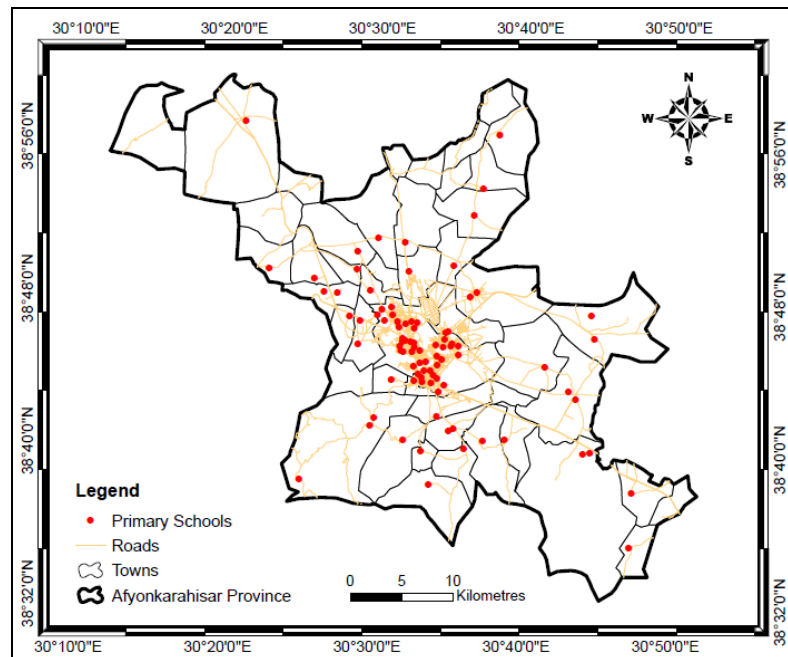 30°10'0"E 30°20'0"E 30°30'0"E 30°40'0"E 30°50'0"E
N
W E
S
38°56'0"N 38°56'0"N
38°48'0"N 38°48'0"N
38°40'0"N 38°40'0"N
38°32'0"N 38°32'0"N
Legend
Primary Schools
Roads
Towns
Afyonkarahisar Province
0 5 10
Kilometres
30°10'0"E 30°20'0"E 30°30'0"E 30°40'0"E 30°50'0"E